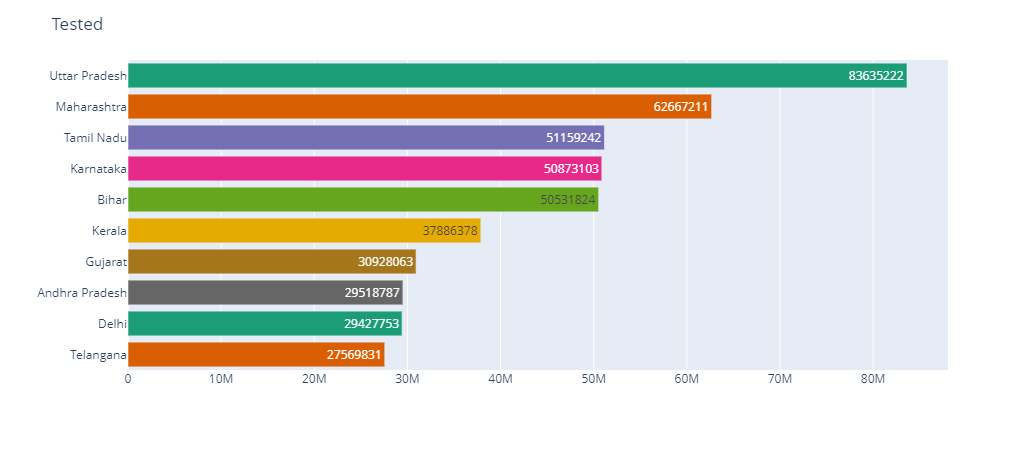 Tested
Uttar Pradesh 83635222
Maharashtra 62667211
Tamil Nadu 51159242
Karnataka 50873103
Bihar 50531824
Kerala 37886378
Gujarat 30928063
Andhra Pradesh 29518787
Delhi 29427753
Telangana 27569831
0 10M 20M 30M 40M 50M 60M 70M 80M